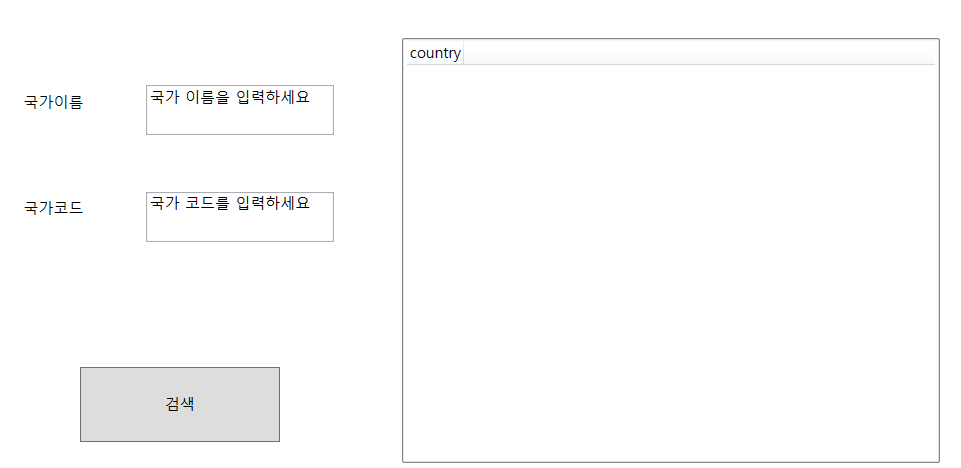 country
국가이름
국가 이름을 입력하세요
국가코드
국가 코드를 입력하세요
검색